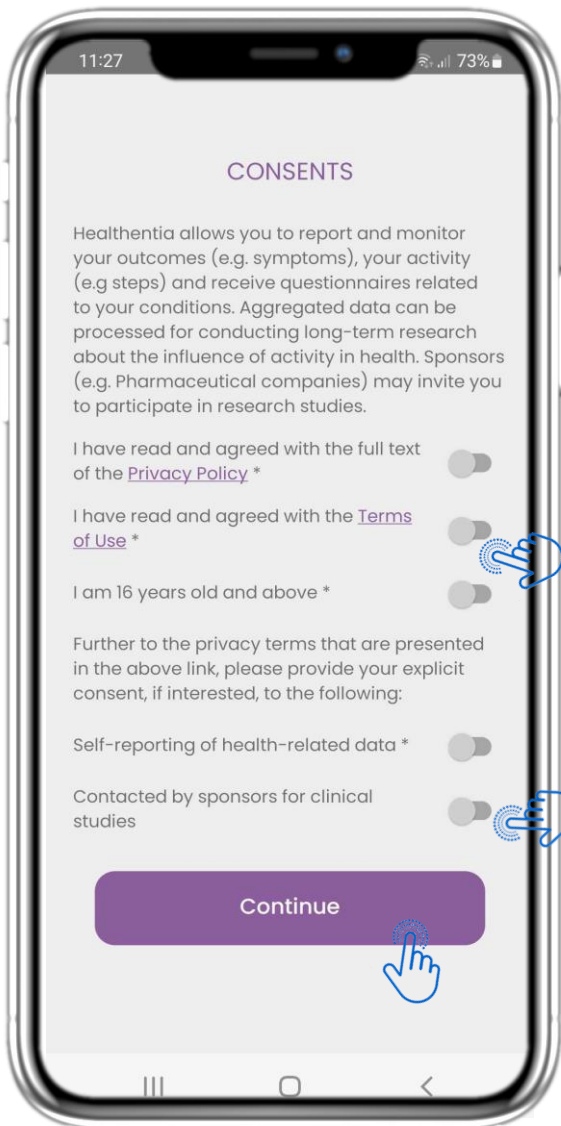 11:27
73%
CONSENTS
Healthentia allows you to report and monitor
your outcomes (e.g. symptoms), your activity
(e.g steps) and receive questionnaires related
to your conditions. Aggregated data can be
processed for conducting long-term research
about the influence of activity in health. Sponsors
(e.g. Pharmaceutical companies) may invite you
to participate in research studies.
I have read and agreed with the full text
of the Privacy Policy *
I have read and agreed with the Terms
of Use *
I am 16 years old and above *
Further to the privacy terms that are presented
in the above link, please provide your explicit
consent, if interested, to the following:
Self-reporting of health-related data *
Contacted by sponsors for clinical
studies
Continue